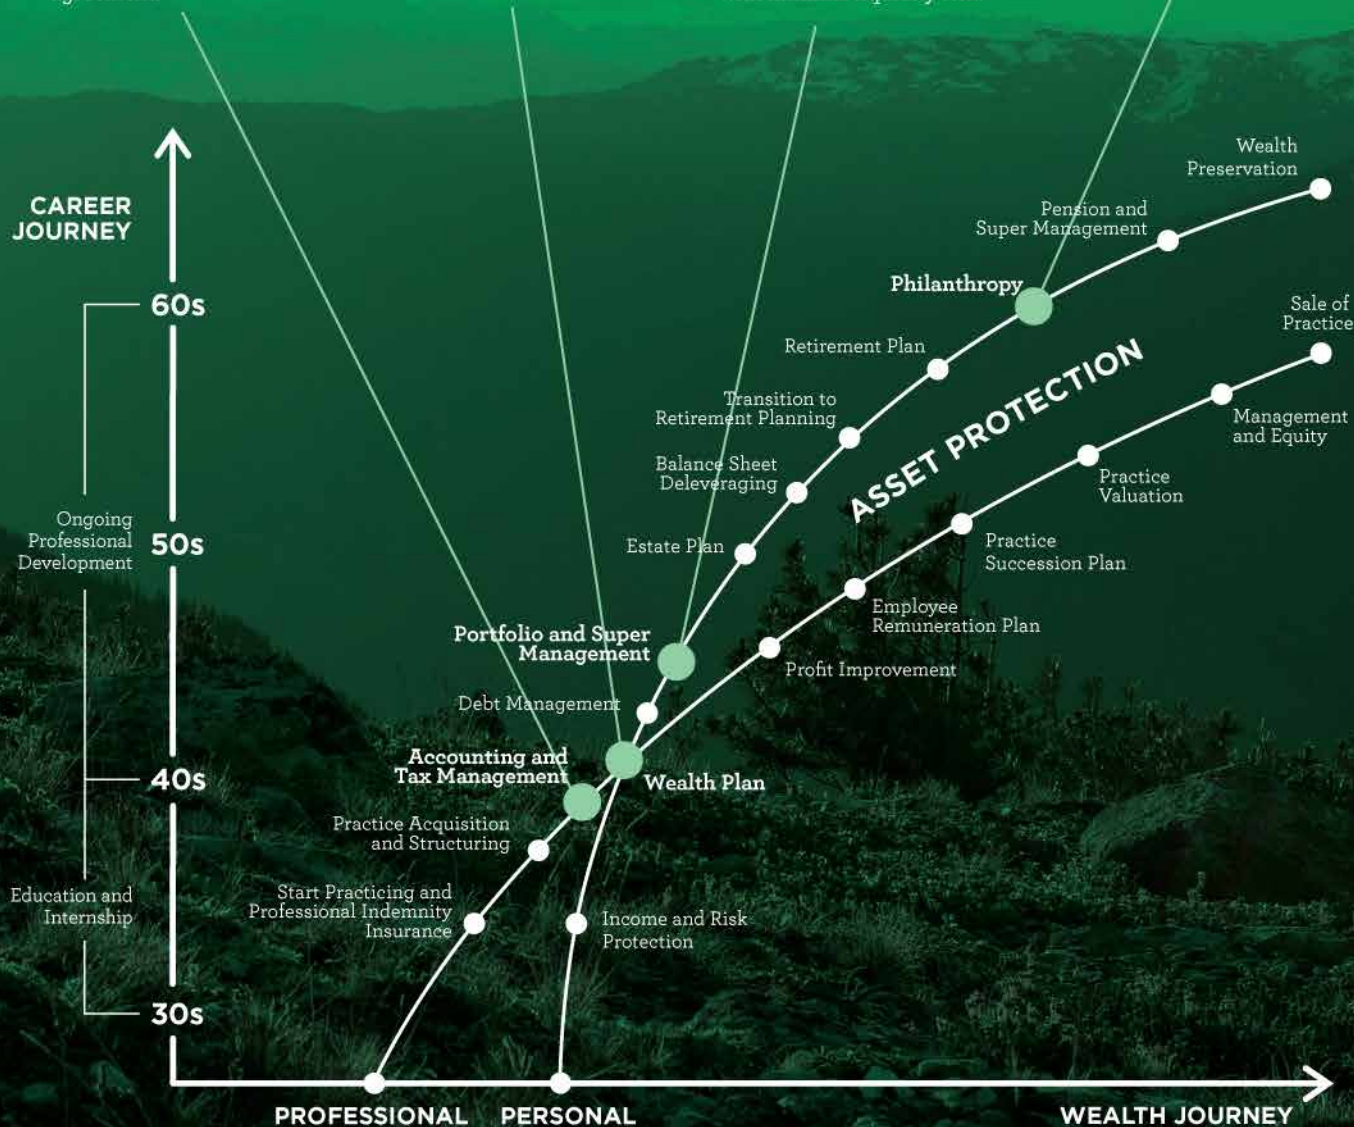 CAREER
JOURNEY
60s
50s
40s
30s
Ongoing
Professional
Development
Education and
Internship
Wealth
Preservation
Pension and
Super Management
Philanthropy
Retirement Plan
Transition to
Retirement Planning
Balance Sheet
Deleveraging
Estate Plan
Portfolio and Super
Management
Debt Management
Accounting and
Tax Management
Wealth Plan
Practice Acquisition
and Structuring
Start Practicing and
Professional Indemnity
Insurance
Income and Risk
Protection
ASSET PROTECTION
Sale of
Practice
Management
and Equity
Practice
Valuation
Practice
Succession Plan
Employee
Remuneration Plan
Profit Improvement
PROFESSIONAL
PERSONAL
WEALTH JOURNEY